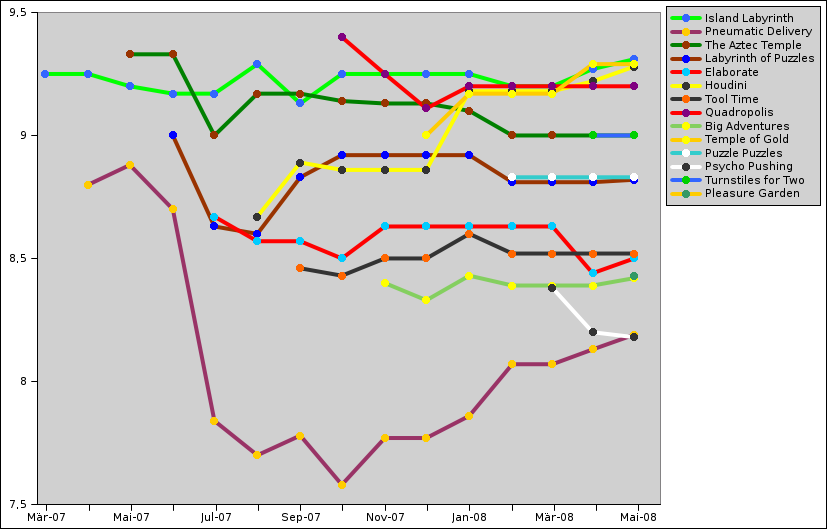 9,5
9
8,5
8
7,5
Mär-07 Mai-07 Jul-07 Sep-07 Nov-07 Jan-08 Mär-08 Mai-08
Island Labyrinth
Pneumatic Delivery
The Aztec Temple
Labyrinth of Puzzles
Elaborate
Houdini
Tool Time
Quadropolis
Big Adventures
Temple of Gold
Puzzle Puzzles
Psycho Pushing
Turnstiles for Two
Pleasure Garden